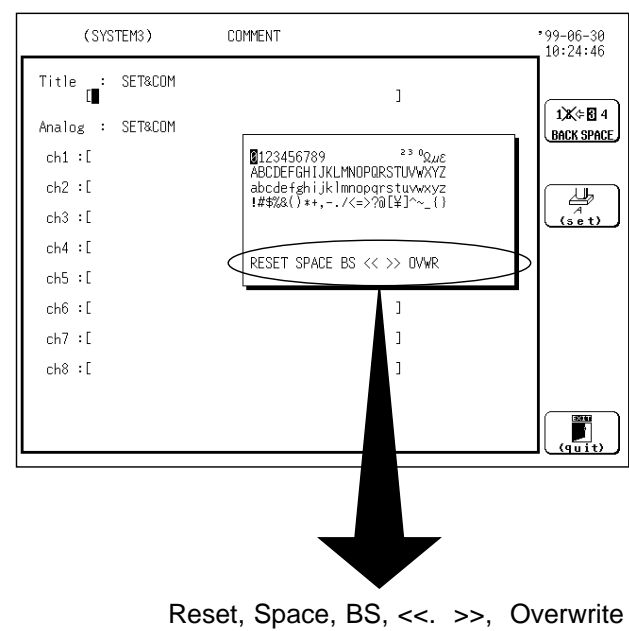 (SYSTEM3) COMMENT '99-06-30
10:24:46
Title : SET&COM
[ ]
Analog : SET&COM
ch1 :[
ch2 :[
ch3 :[
ch4 :[
ch5 :[
ch6 :[ ]
ch7 :[ ]
ch8 :[ ]
0123456789 ²³⁰Ωμε
ABCDEFGHIJKLMNOPQRSTUVWXYZ
abcdefghijklmnopqrstuvwxyz
!#$%&()*+,-./<=>?@[¥]^~_{}
RESET SPACE BS << >> OVWR
BACK SPACE
A
(set)
EXIT
(quit)
Reset, Space, BS, <<. >>, Overwrite